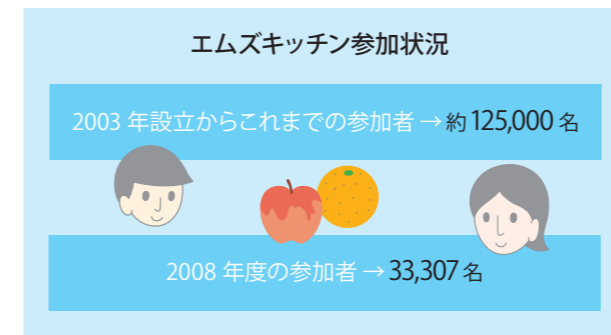 エムズキッチン参加状況
2003 年設立からこれまでの参加者 → 約 125,000 名
2008 年度の参加者 → 33,307 名